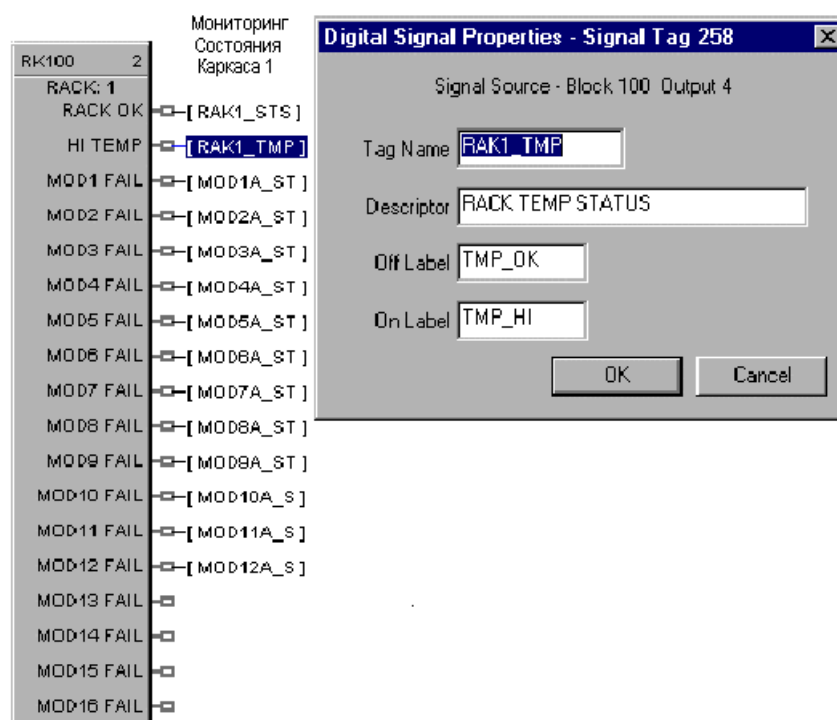 Мониторинг
Состояния
Каркаса 1
RK100 2
RACK: 1
RACK OK [ RAK1_STS ]
HI TEMP [ RAK1_TMP ]
MOD1 FAIL [ MOD1A_ST ]
MOD2 FAIL [ MOD2A_ST ]
MOD3 FAIL [ MOD3A_ST ]
MOD4 FAIL [ MOD4A_ST ]
MOD5 FAIL [ MOD5A_ST ]
MOD6 FAIL [ MOD6A_ST ]
MOD7 FAIL [ MOD7A_ST ]
MOD8 FAIL [ MOD8A_ST ]
MOD9 FAIL [ MOD9A_ST ]
MOD10 FAIL [ MOD10A_S ]
MOD11 FAIL [ MOD11A_S ]
MOD12 FAIL [ MOD12A_S ]
MOD13 FAIL
MOD14 FAIL
MOD15 FAIL
MOD16 FAIL
Digital Signal Properties - Signal Tag 258
Signal Source - Block 100 Output 4
Tag Name RAK1_TMP
Descriptor RACK TEMP STATUS
Off Label TMP_OK
On Label TMP_HI
OK Cancel